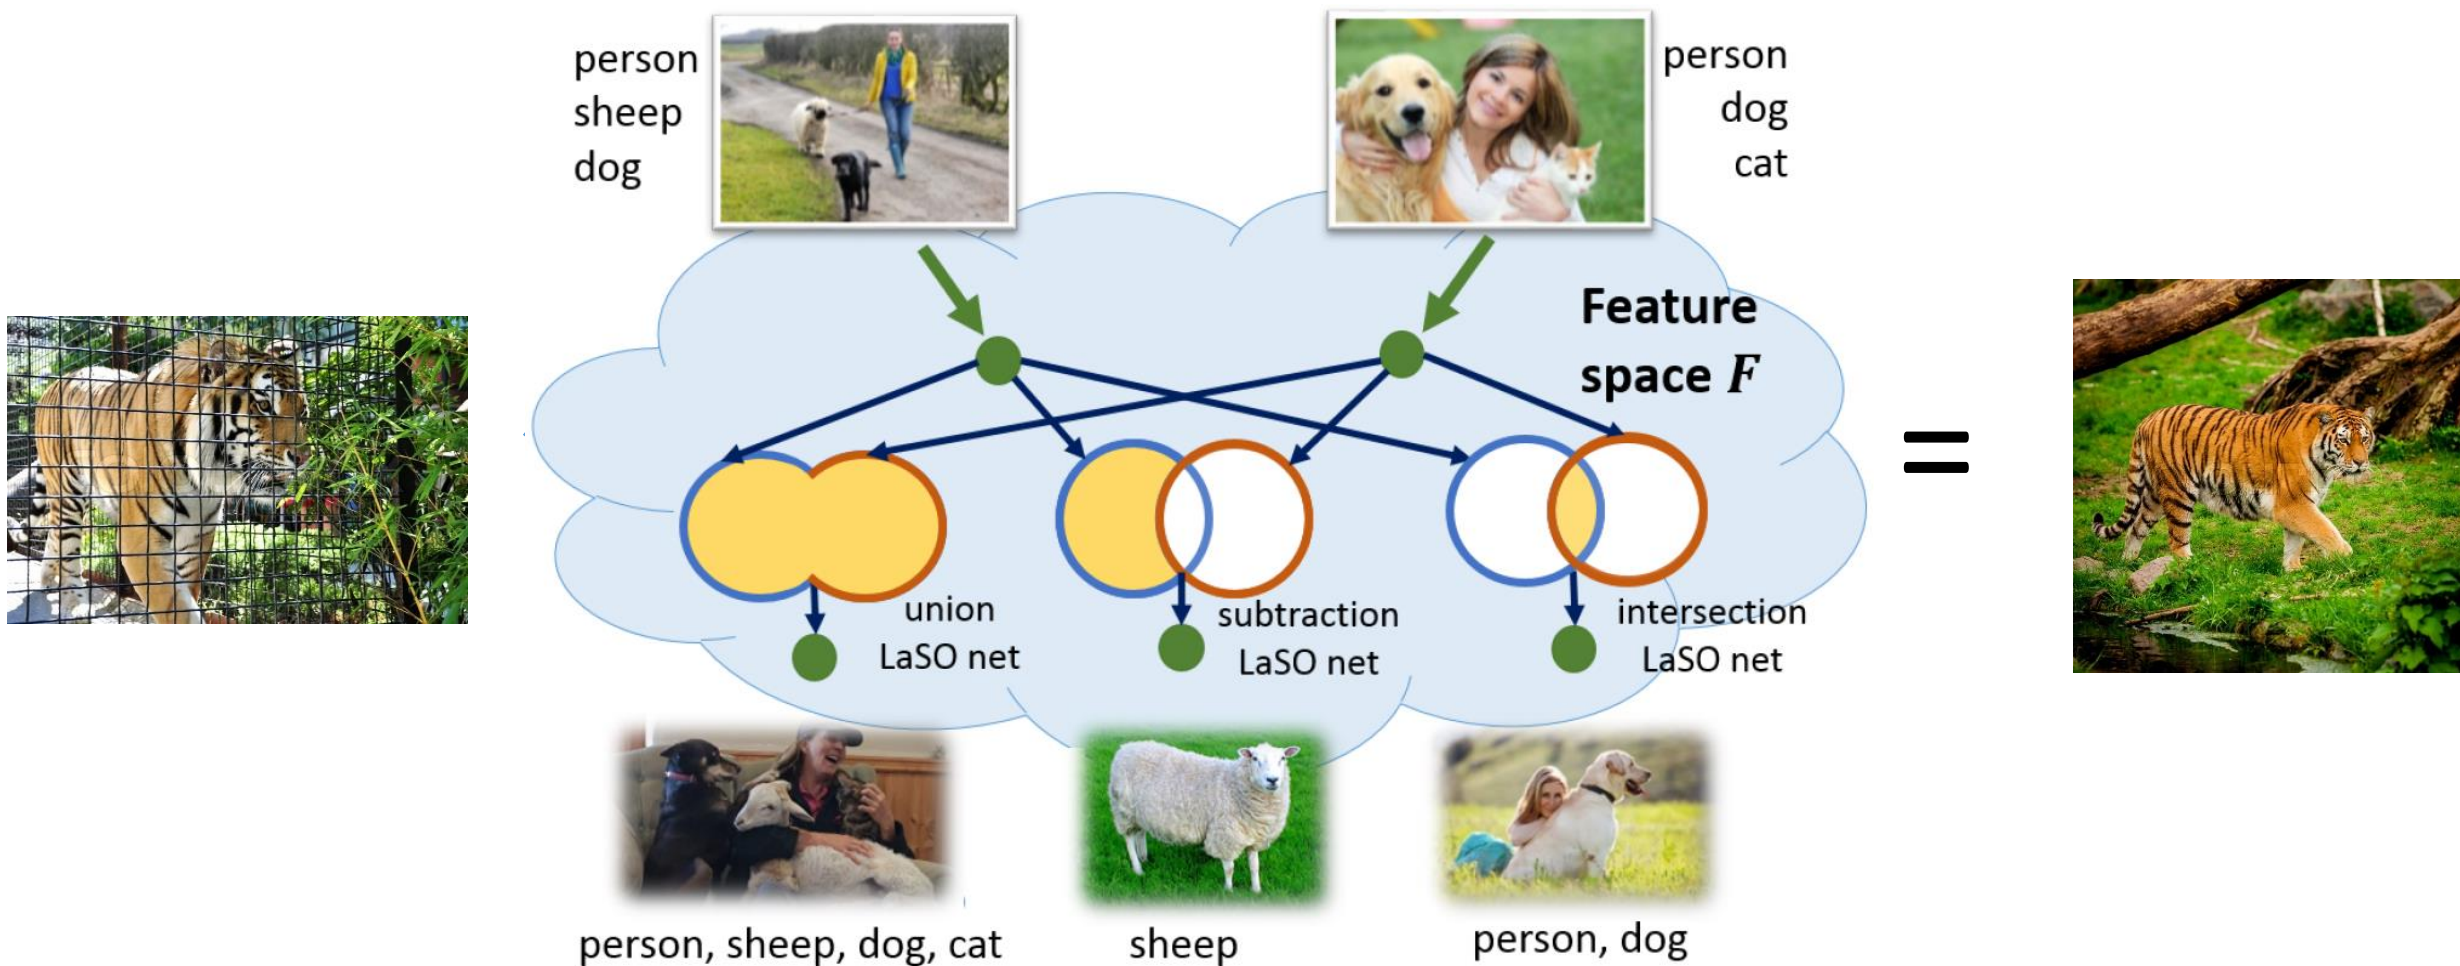 person
sheep
dog
person
dog
cat
Feature
space F
=
union
LaSO net
subtraction
LaSO net
intersection
LaSO net
person, sheep, dog, cat
sheep
person, dog